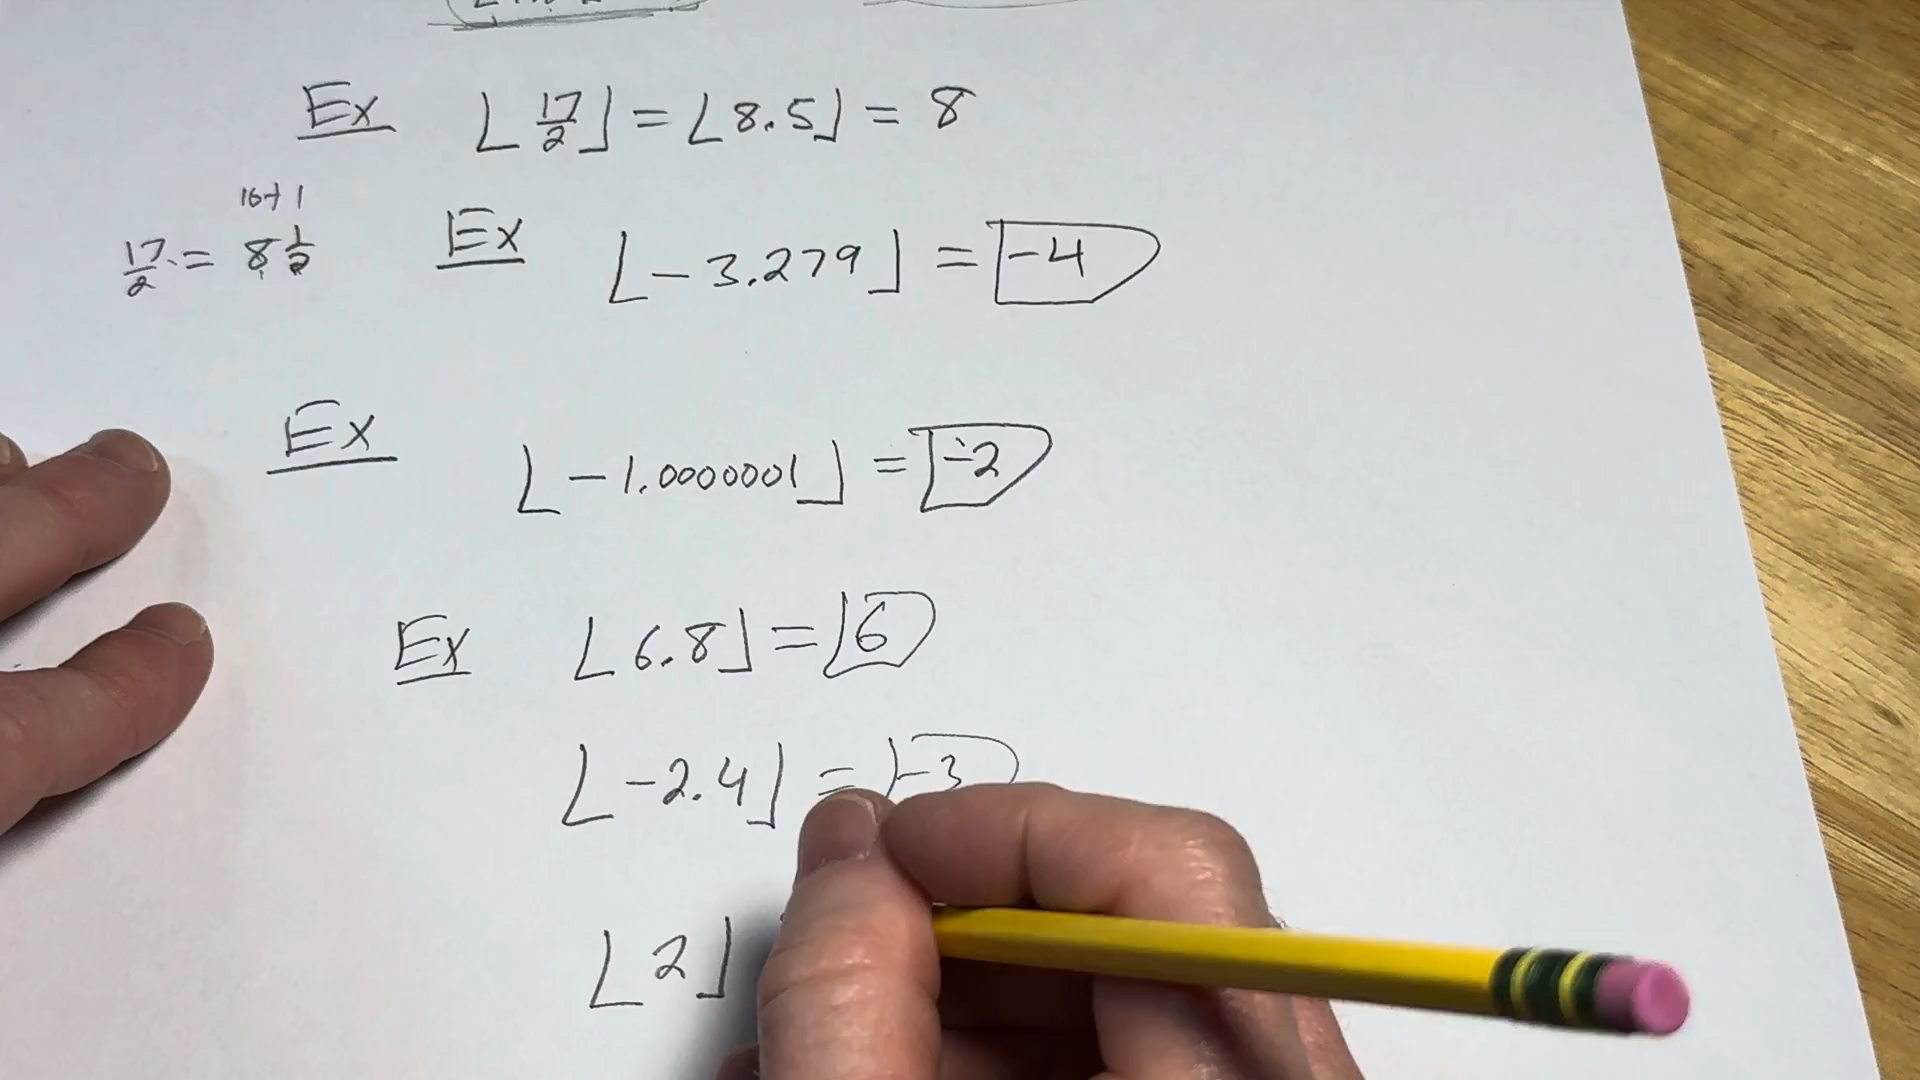 Ex ⌊17/2⌋ = ⌊8.5⌋ = 8
16+1
17/2 = 8 1/2
Ex ⌊-3.279⌋ = -4
Ex ⌊-1.0000001⌋ = -2
Ex ⌊6.8⌋ = 6
⌊-2.4⌋ = -3
⌊2⌋